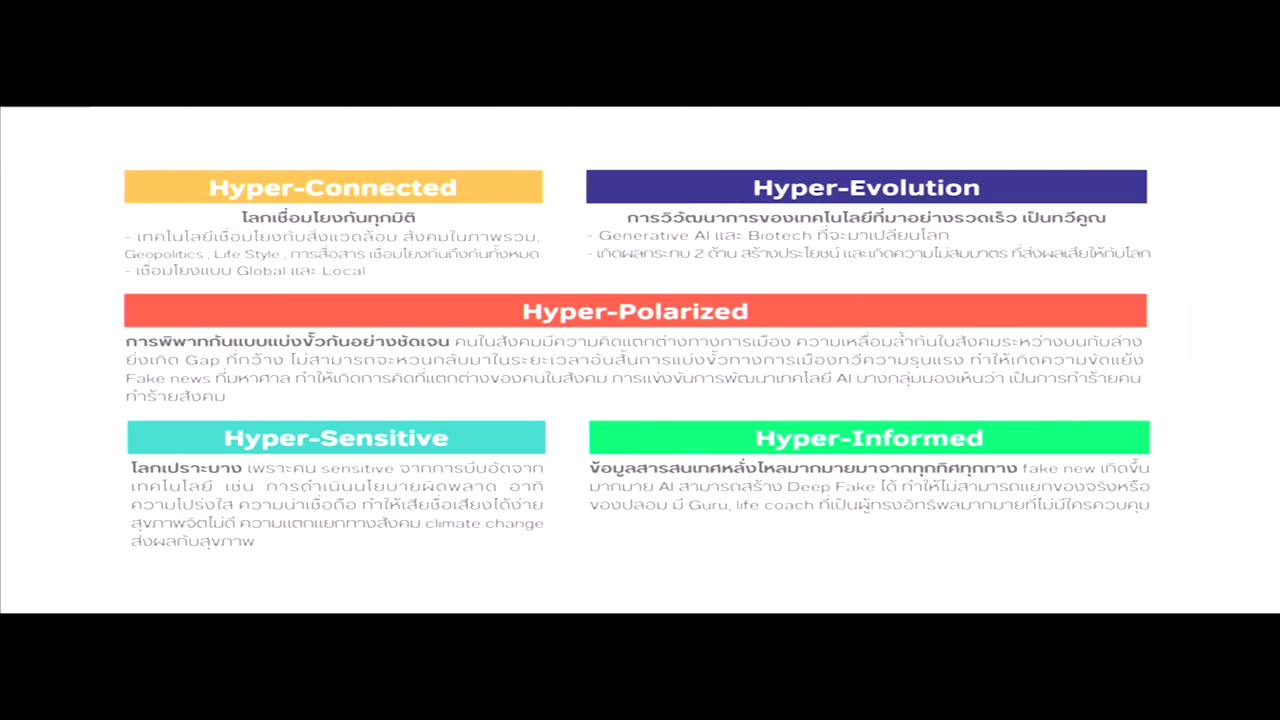 Hyper-Connected
โลกเชื่อมโยงกันทุกมิติ
- เทคโนโลยีเชื่อมโยงกับสิ่งแวดล้อม สังคมในภาพรวม,
Geopolitics , Life Style , การสื่อสาร เชื่อมโยงกันถึงกันทั้งหมด
- เชื่อมโยงแบบ Global และ Local
Hyper-Evolution
การวิวัฒนาการของเทคโนโลยีที่มาอย่างรวดเร็ว เป็นทวีคูณ
- Generative AI และ Biotech ที่จะมาเปลี่ยนโลก
- เกิดผลกระทบ 2 ด้าน สร้างประโยชน์ และเกิดความไม่สมมาตร ที่ส่งผลเสียให้กับโลก
Hyper-Polarized
การพิพากกันแบบแบ่งขั้วกันอย่างชัดเจน คนในสังคมมีความคิดแตกต่างทางการเมือง ความเหลื่อมล้ำกันในสังคมระหว่างบนกับล่าง
ยิ่งเกิด Gap ที่กว้าง ไม่สามารถจะหวนกลับมาในระยะเวลาอันสั้นการแบ่งขั้วทางการเมืองทวีความรุนแรง ทำให้เกิดความขัดแย้ง
Fake news ที่มหาศาล ทำให้เกิดการคิดที่แตกต่างของคนในสังคม การแข่งขันการพัฒนาเทคโลยี AI บางกลุ่มมองเห็นว่า เป็นการทำร้ายคน
ทำร้ายสังคม
Hyper-Sensitive
โลกเปราะบาง เพราะคน sensitive จากการบีบอัดจาก
เทคโนโลยี เช่น การดำเนินนโยบายผิดพลาด อาทิ
ความโปร่งใส ความน่าเชื่อถือ ทำให้เสียชื่อเสียงได้ง่าย
สุขภาพจิตไม่ดี ความแตกแยกทางสังคม climate change
ส่งผลกับสุขภาพ
Hyper-Informed
ข้อมูลสารสนเทศหลั่งไหลมากมายมาจากทุกทิศทุกทาง fake new เกิดขึ้น
มากมาย AI สามารถสร้าง Deep Fake ได้ ทำให้ไม่สามารถแยกของจริงหรือ
ของปลอม มี Guru, life coach ที่เป็นผู้ทรงอิทธิพลมากมายที่ไม่มีใครควบคุม